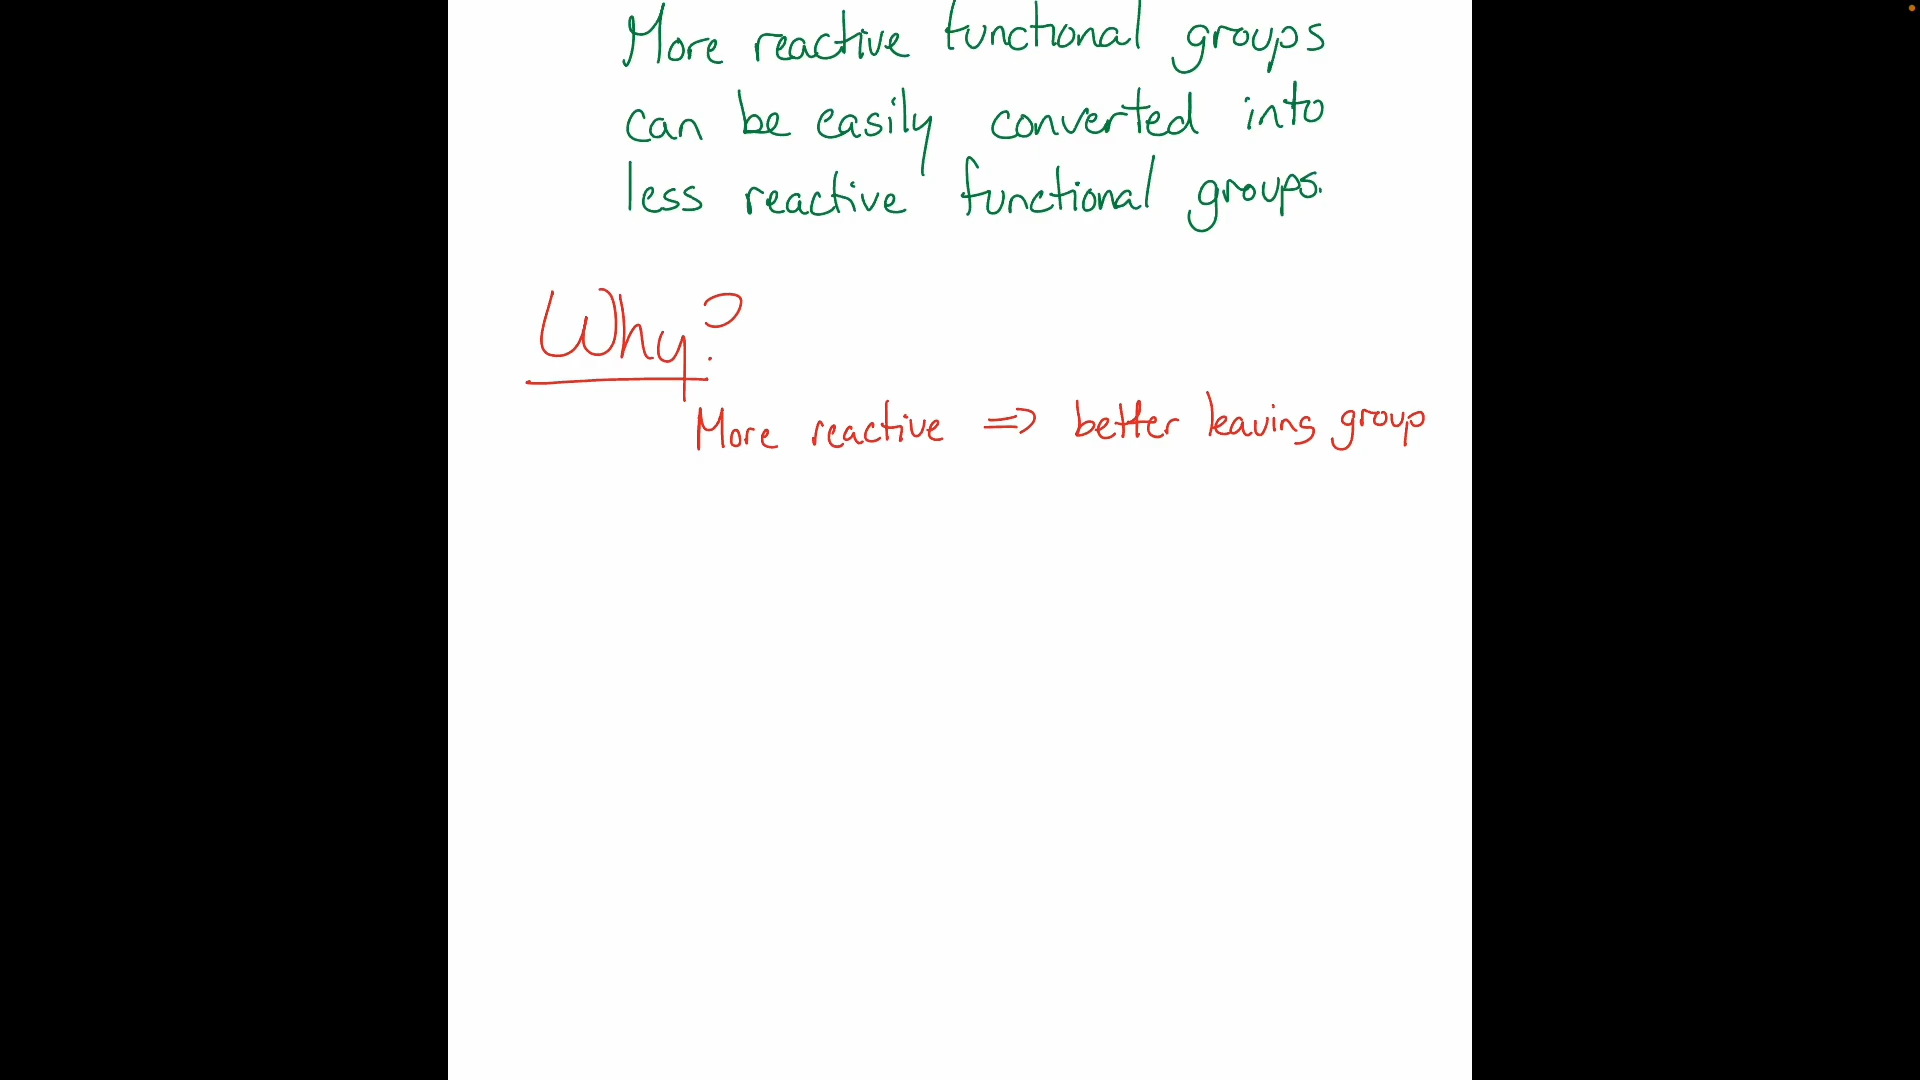 More reactive functional groups
can be easily converted into
less reactive functional groups.
Why?
More reactive => better leaving group